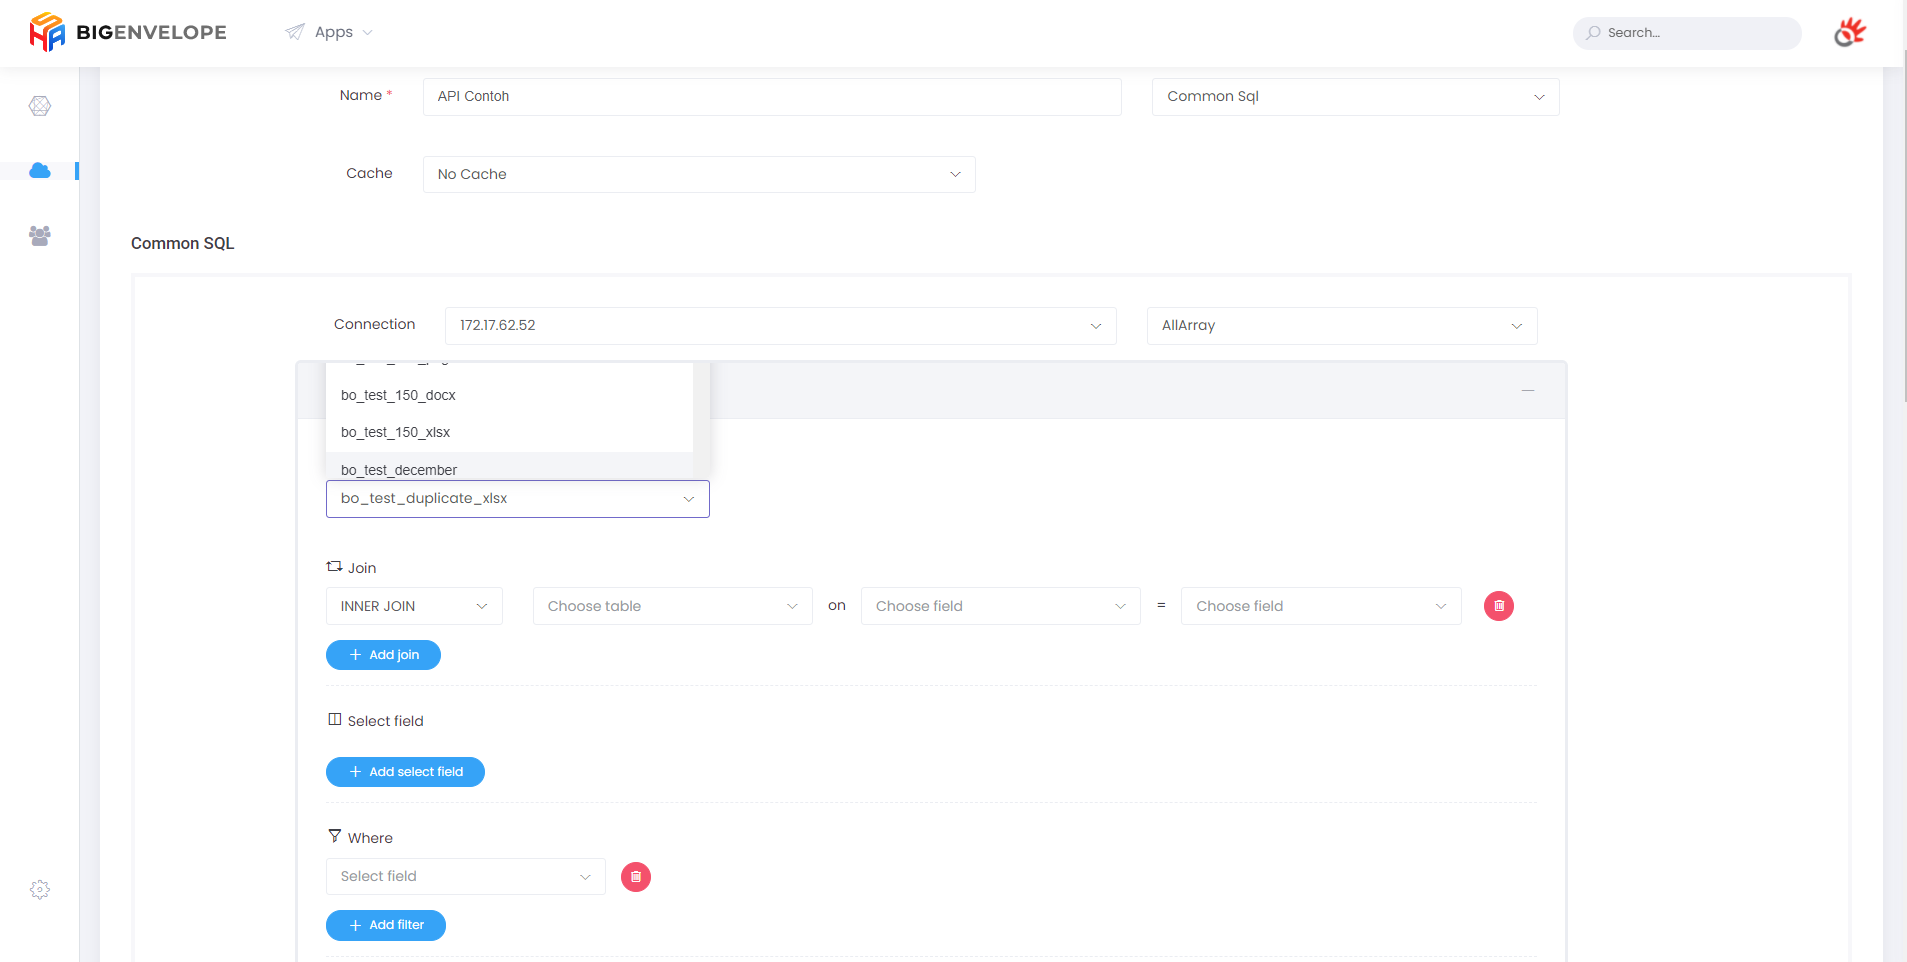 BIGENVELOPE
Apps
Search...
Name *
API Contoh
Common Sql
Cache
No Cache
Common SQL
Connection
172.17.62.52
AllArray
bo_test_150_docx
bo_test_150_xlsx
bo_test_december
bo_test_duplicate_xlsx
Join
INNER JOIN
Choose table
on
Choose field
=
Choose field
+ Add join
Select field
+ Add select field
Where
Select field
+ Add filter